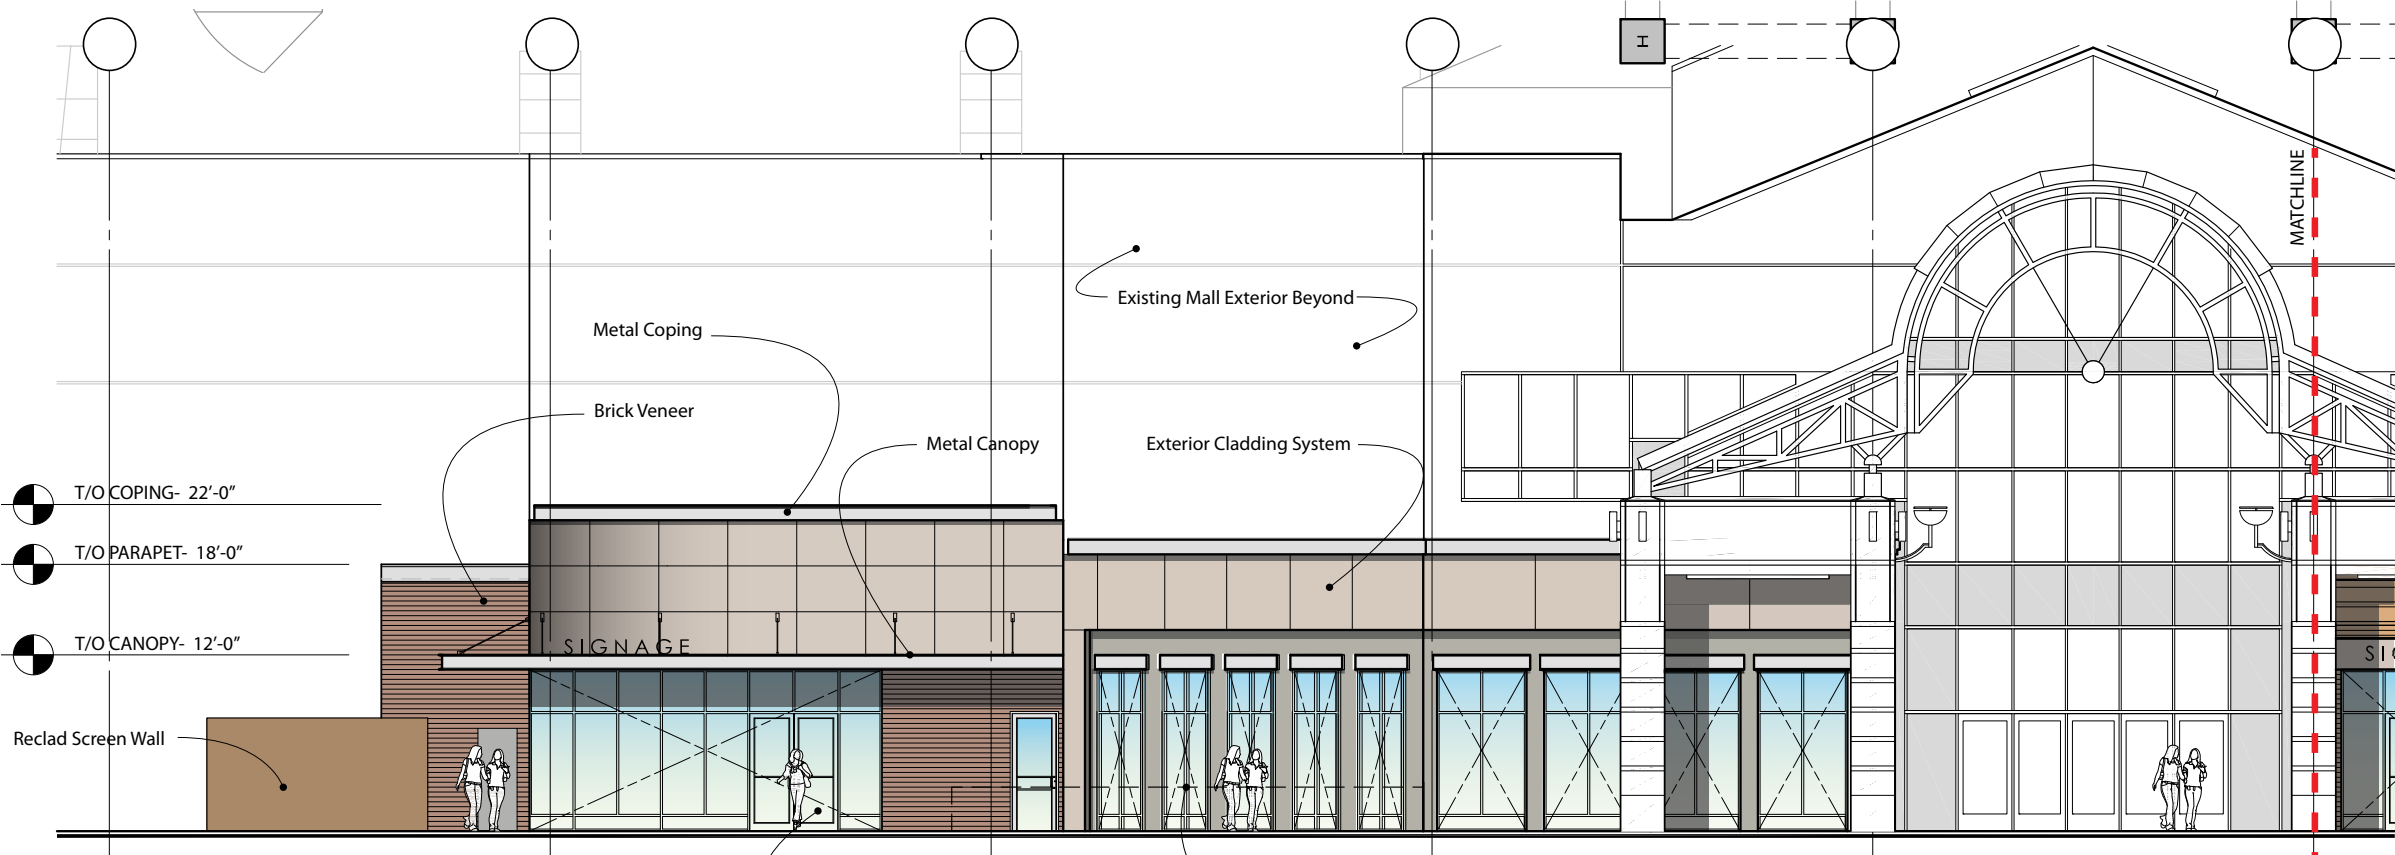 H
MATCHLINE
Existing Mall Exterior Beyond
Metal Coping
Brick Veneer
Metal Canopy
Exterior Cladding System
T/O COPING- 22'-0"
T/O PARAPET- 18'-0"
T/O CANOPY- 12'-0"
SIGNAGE
Reclad Screen Wall